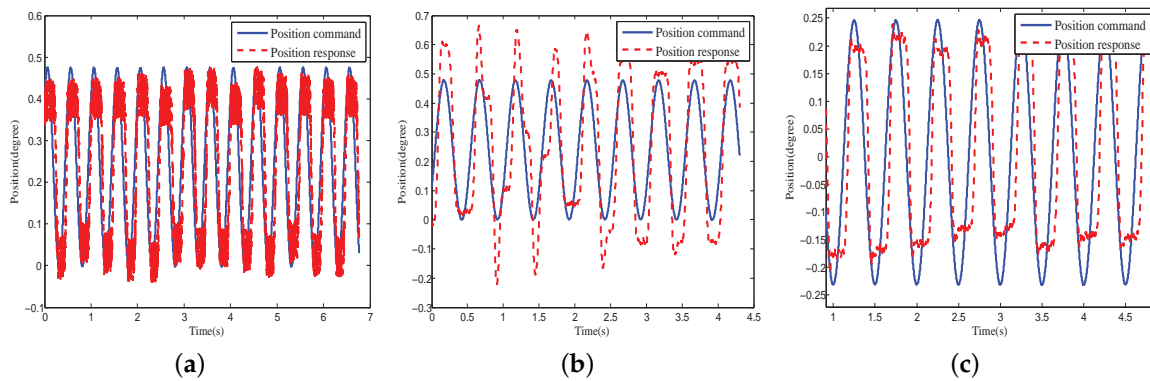 0.6
0.5
0.4
0.3
0.2
0.1
0
−0.1
Position(degree)
0 1 2 3 4 5 6 7
Time(s)
Position command
Position response
(a)
0.7
0.6
0.5
0.4
0.3
0.2
0.1
0
−0.1
−0.2
−0.3
Position(degree)
0 0.5 1 1.5 2 2.5 3 3.5 4 4.5
Time(s)
Position command
Position response
(b)
0.25
0.2
0.15
0.1
0.05
0
−0.05
−0.1
−0.15
−0.2
−0.25
Position(degree)
1 1.5 2 2.5 3 3.5 4 4.5
Time(s)
Position command
Position response
(c)